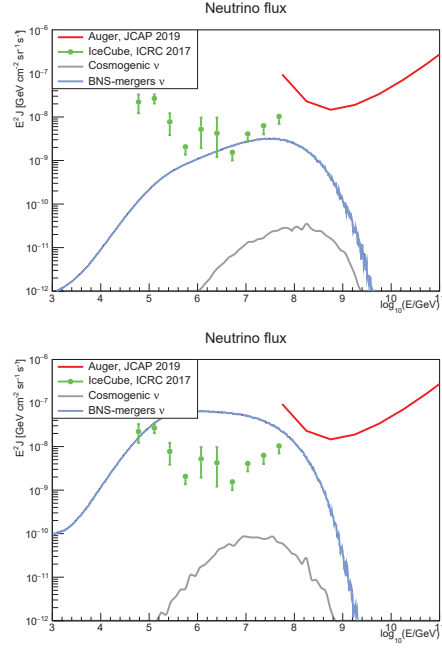 Neutrino flux
E² J [GeV cm⁻² sr⁻¹ s⁻¹]
10⁻⁶
10⁻⁷
10⁻⁸
10⁻⁹
10⁻¹⁰
10⁻¹¹
10⁻¹²
Auger, JCAP 2019
IceCube, ICRC 2017
Cosmogenic ν
BNS-mergers ν
3 4 5 6 7 8 9 10 1
log₁₀(E/GeV)
Neutrino flux
E² J [GeV cm⁻² sr⁻¹ s⁻¹]
10⁻⁶
10⁻⁷
10⁻⁸
10⁻⁹
10⁻¹⁰
10⁻¹¹
10⁻¹²
Auger, JCAP 2019
IceCube, ICRC 2017
Cosmogenic ν
BNS-mergers ν
3 4 5 6 7 8 9 10 1
log₁₀(E/GeV)